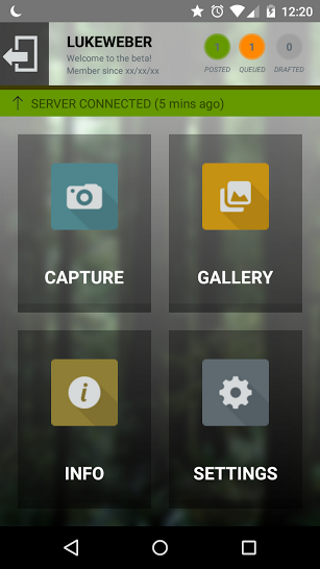 12:20
LUKEWEBER
Welcome to the beta!
Member since xx/xx/xx
1 1 0
POSTED QUEUED DRAFTED
SERVER CONNECTED (5 mins ago)
CAPTURE GALLERY
INFO SETTINGS